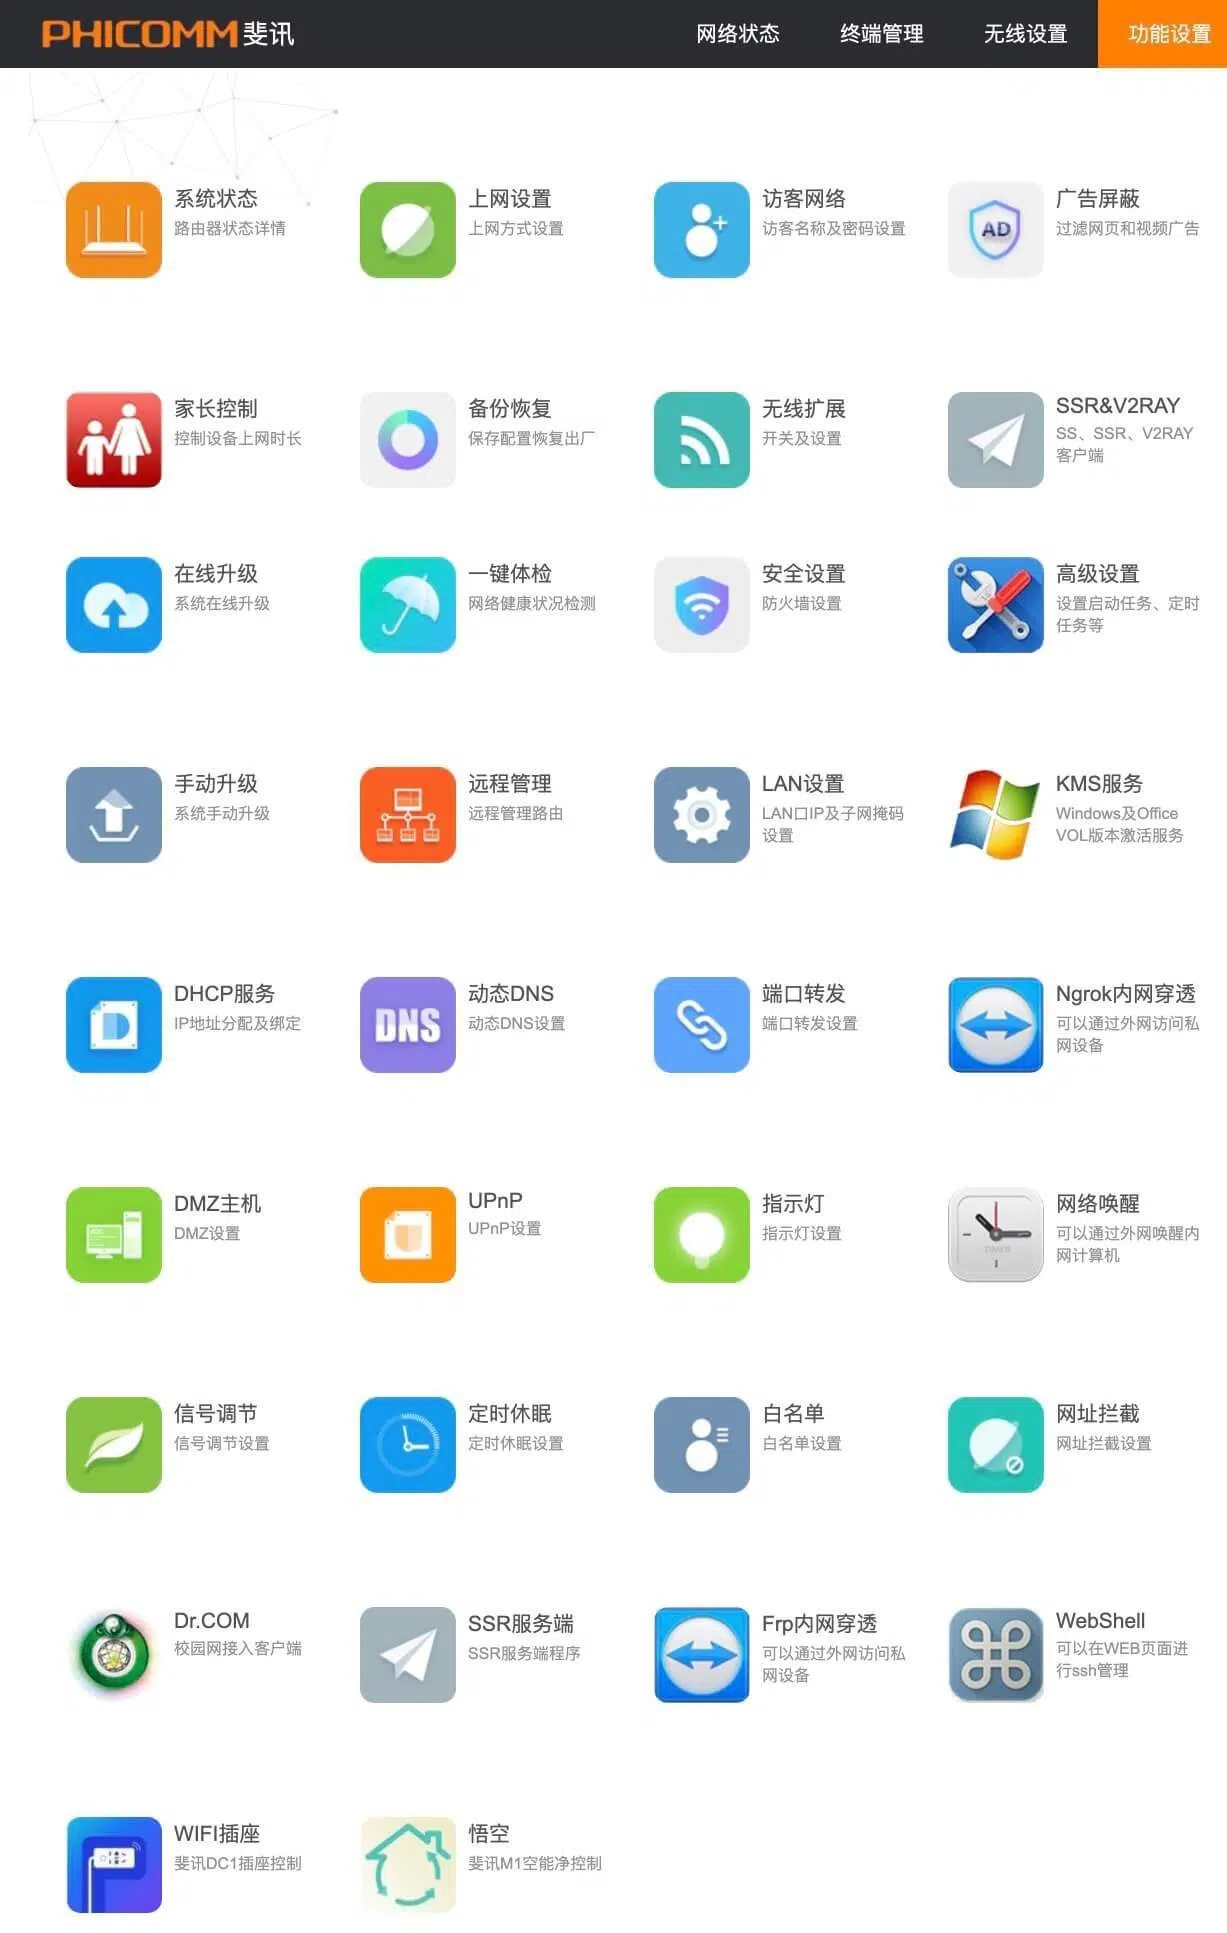 PHICOMM 斐讯
网络状态
终端管理
无线设置
功能设置
系统状态
路由器状态详情
上网设置
上网方式设置
访客网络
访客名称及密码设置
AD
广告屏蔽
过滤网页和视频广告
家长控制
控制设备上网时长
备份恢复
保存配置恢复出厂
无线扩展
开关及设置
SSR&V2RAY
SS、SSR、V2RAY
客户端
在线升级
系统在线升级
一键体检
网络健康状况检测
安全设置
防火墙设置
高级设置
设置启动任务、定时
任务等
手动升级
系统手动升级
远程管理
远程管理路由
LAN设置
LAN口IP及子网掩码
设置
KMS服务
Windows及Office
VOL版本激活服务
DHCP服务
IP地址分配及绑定
DNS
动态DNS
动态DNS设置
端口转发
端口转发设置
Ngrok内网穿透
可以通过外网访问私
网设备
DMZ主机
DMZ设置
UPnP
UPnP设置
指示灯
指示灯设置
TIMER
网络唤醒
可以通过外网唤醒内
网计算机
信号调节
信号调节设置
定时休眠
定时休眠设置
白名单
白名单设置
网址拦截
网址拦截设置
Dr.COM
校园网接入客户端
SSR服务端
SSR服务端程序
Frp内网穿透
可以通过外网访问私
网设备
WebShell
可以在WEB页面进
行ssh管理
WIFI插座
斐讯DC1插座控制
悟空
斐讯M1空能净控制